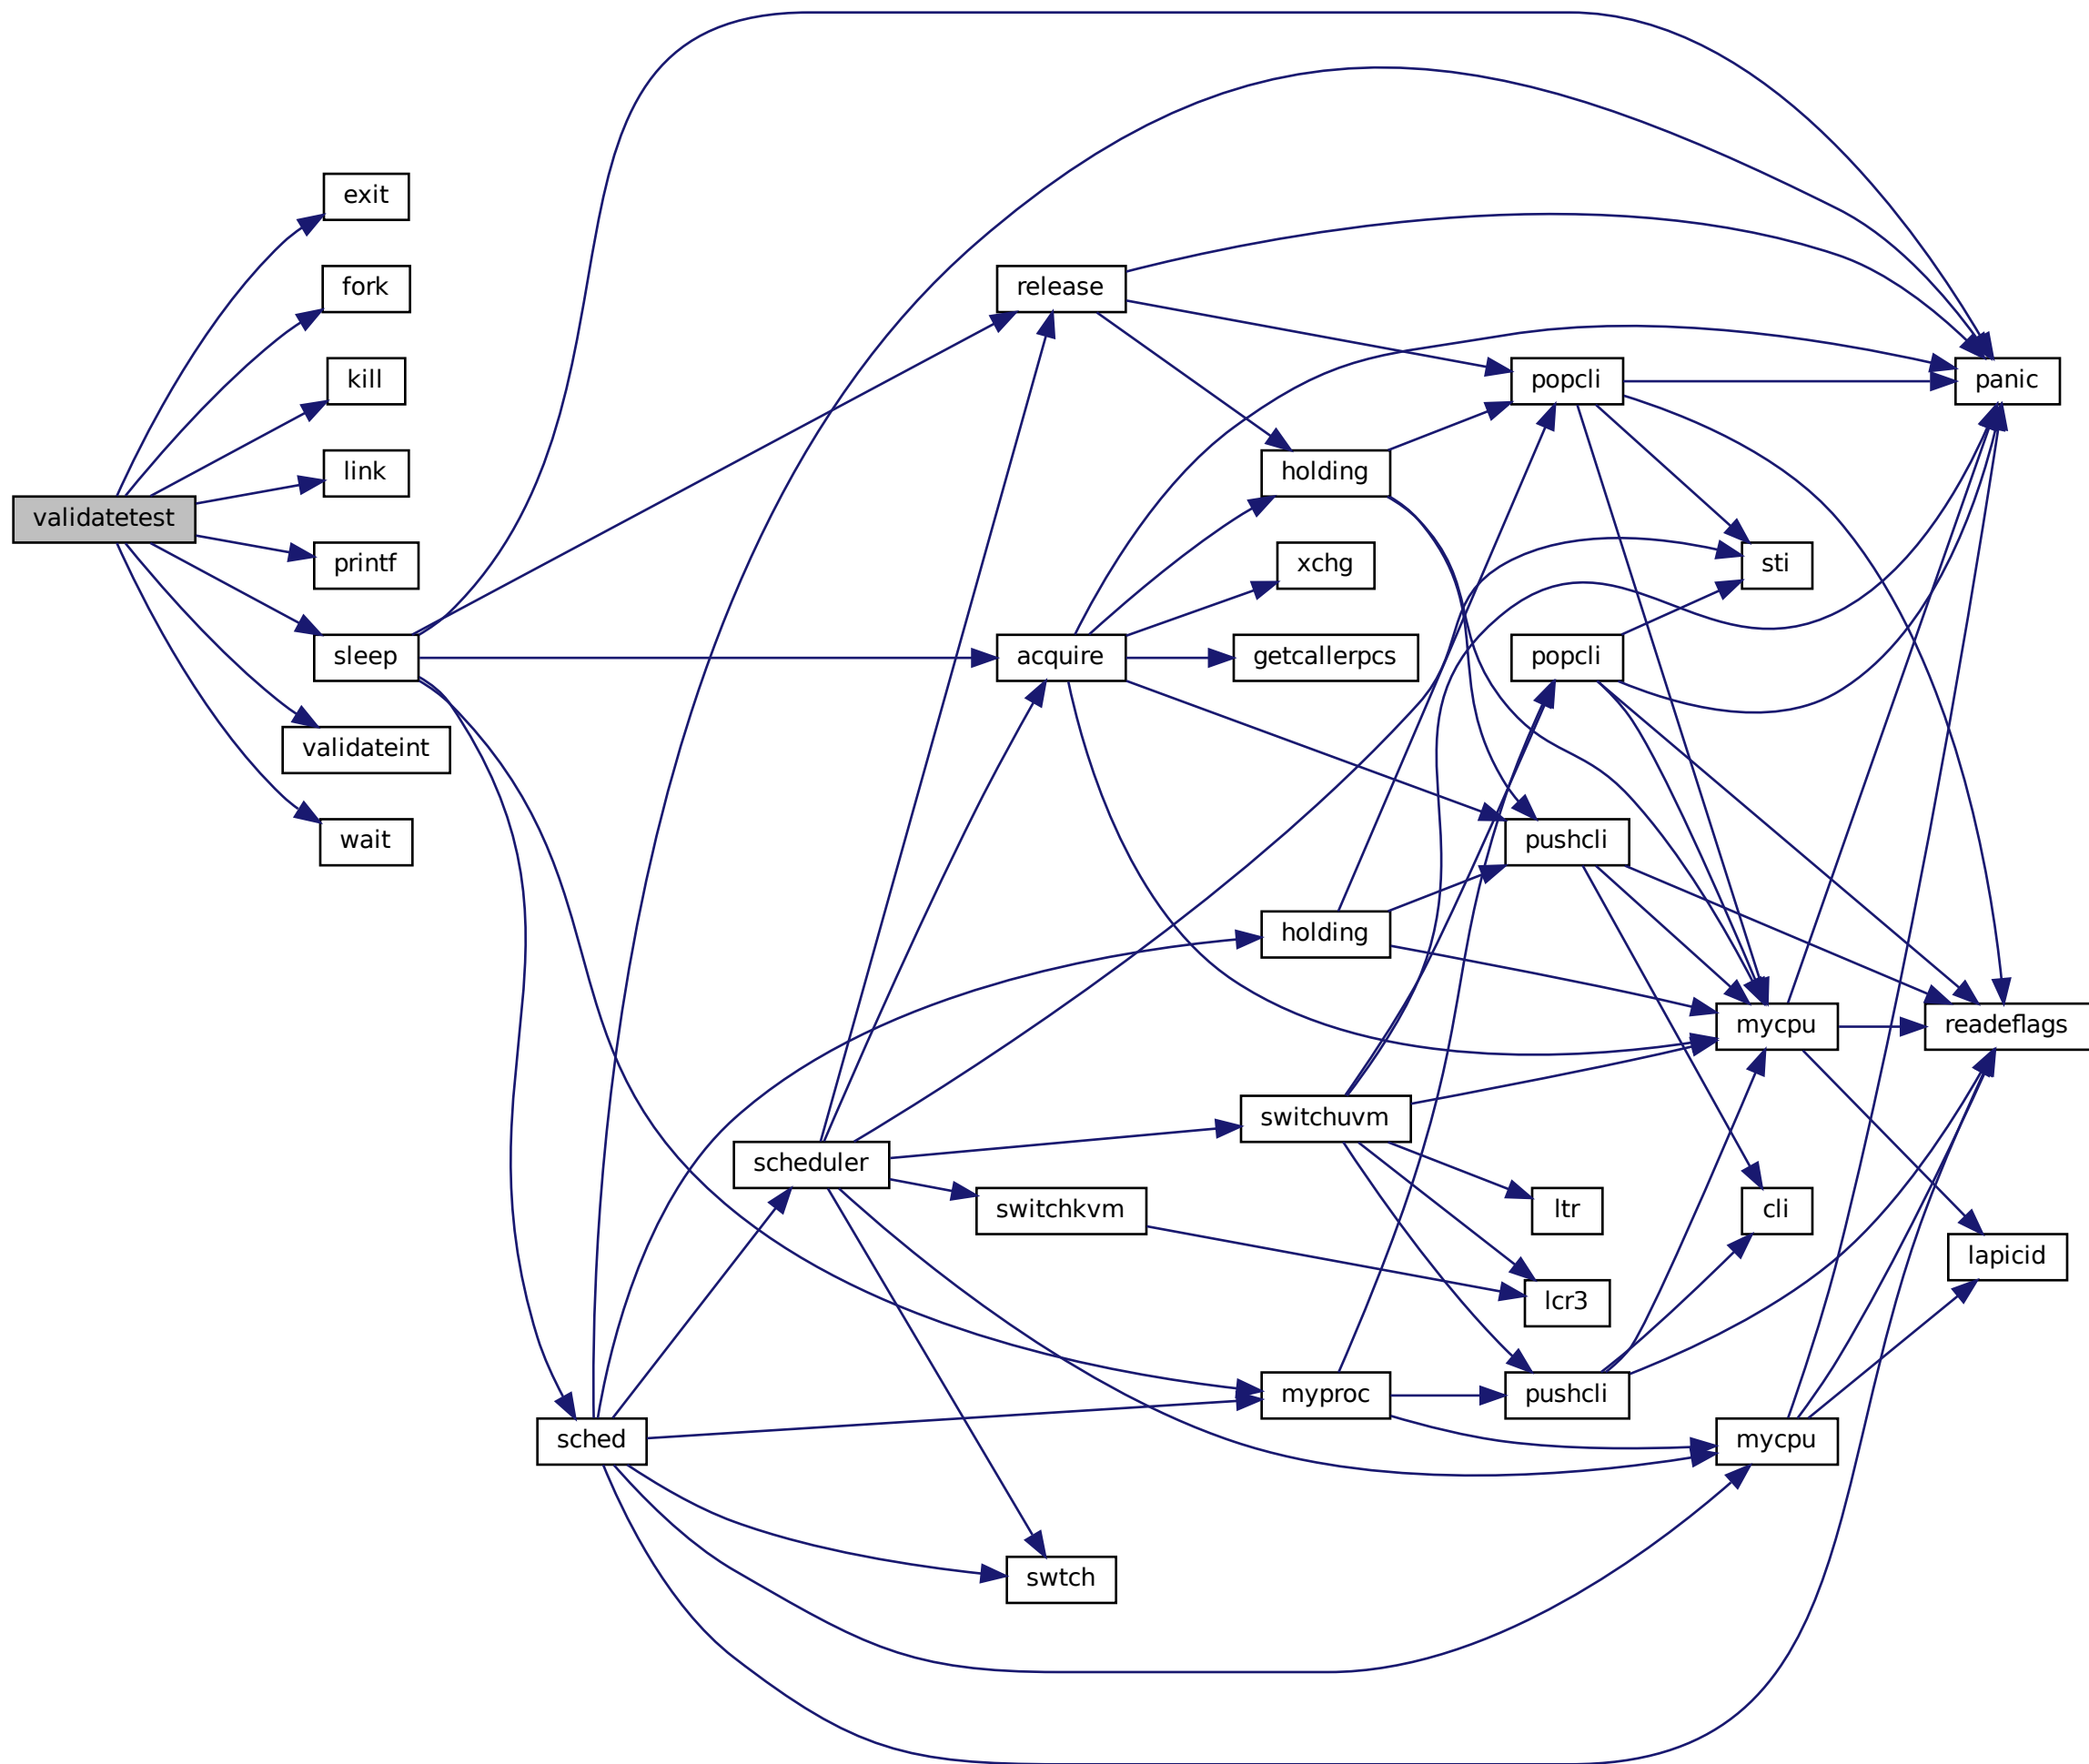 validatetest
exit
fork
kill
link
printf
sleep
validateint
wait
sched
scheduler
release
acquire
switchkvm
swtch
holding
xchg
getcallerpcs
holding
switchuvm
myproc
popcli
popcli
pushcli
ltr
lcr3
pushcli
sti
mycpu
cli
mycpu
panic
readeflags
lapicid